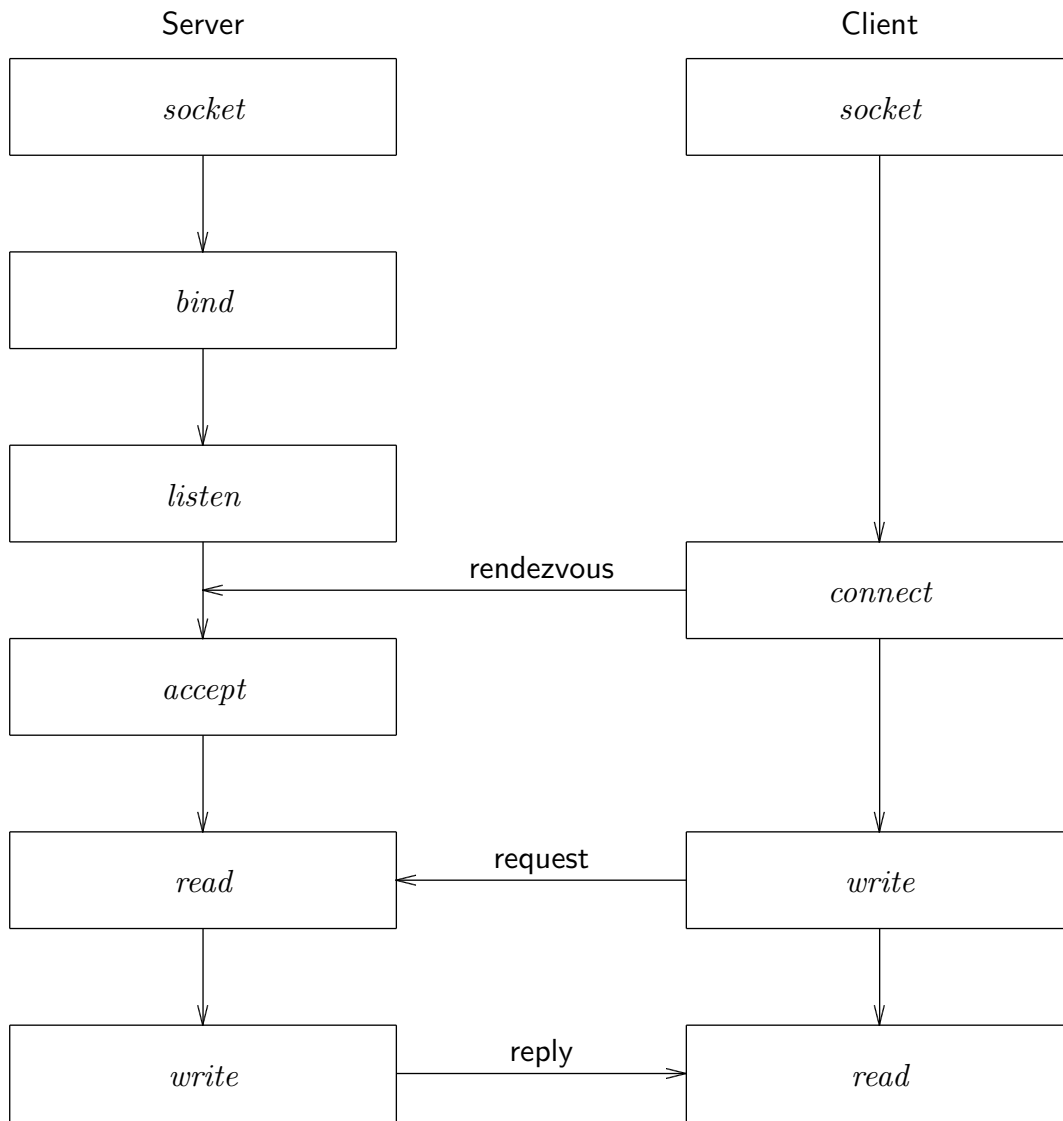 Server
Client
socket
socket
bind
listen
rendezvous
connect
accept
request
read
write
reply
write
read